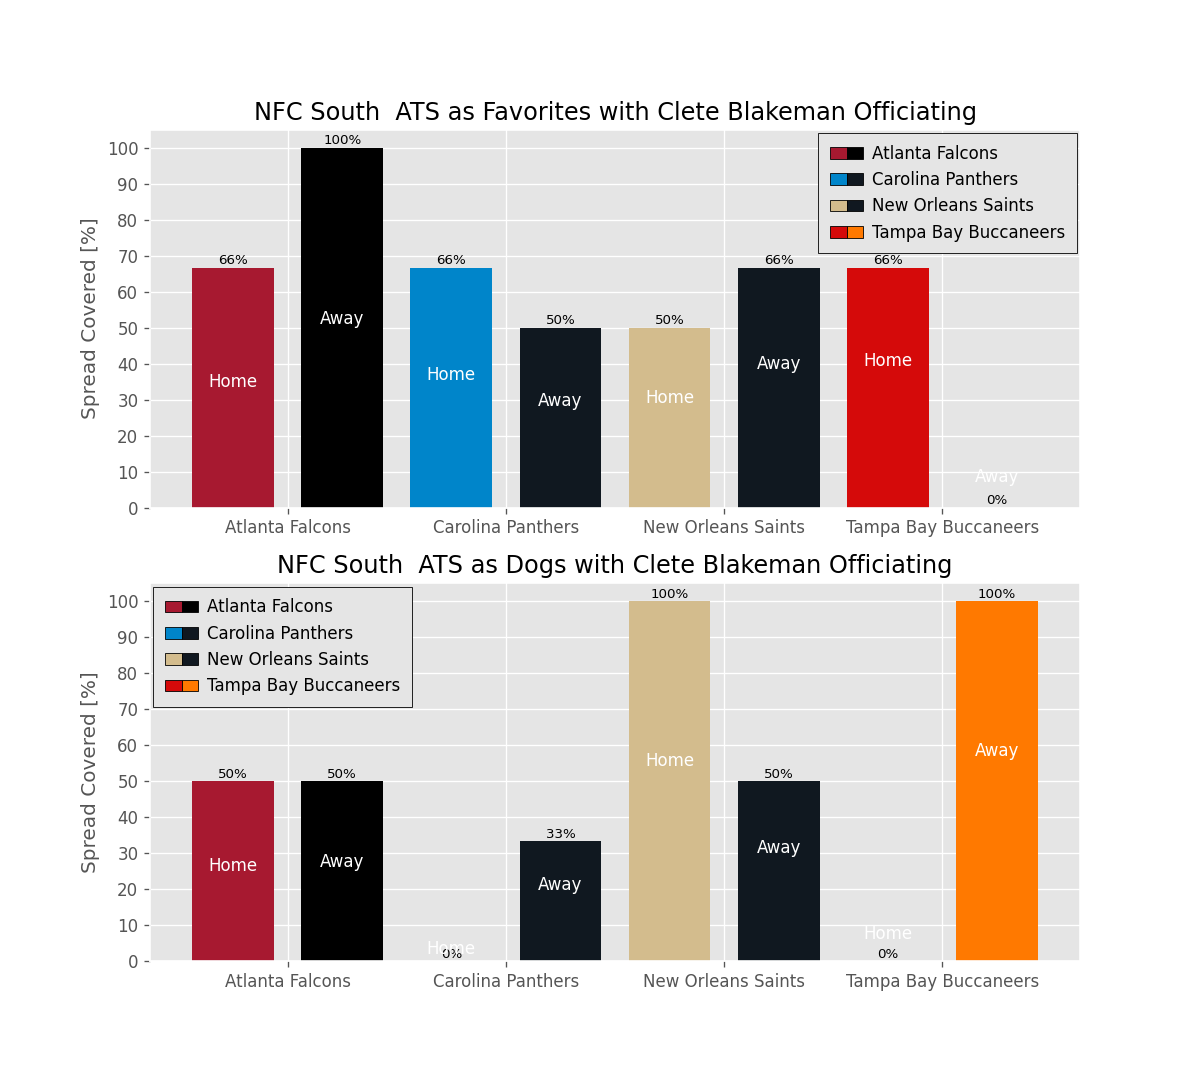 NFC South  ATS as Favorites with Clete Blakeman Officiating
Spread Covered [%]
100
90
80
70
60
50
40
30
20
10
0
66%
100%
66%
50%
50%
66%
66%
0%
Home
Away
Home
Away
Home
Away
Home
Away
Atlanta Falcons
Carolina Panthers
New Orleans Saints
Tampa Bay Buccaneers
Atlanta Falcons
Carolina Panthers
New Orleans Saints
Tampa Bay Buccaneers
NFC South  ATS as Dogs with Clete Blakeman Officiating
Spread Covered [%]
100
90
80
70
60
50
40
30
20
10
0
Atlanta Falcons
Carolina Panthers
New Orleans Saints
Tampa Bay Buccaneers
50%
50%
0%
33%
100%
50%
0%
100%
Home
Away
Home
Away
Home
Away
Home
Away
Atlanta Falcons
Carolina Panthers
New Orleans Saints
Tampa Bay Buccaneers